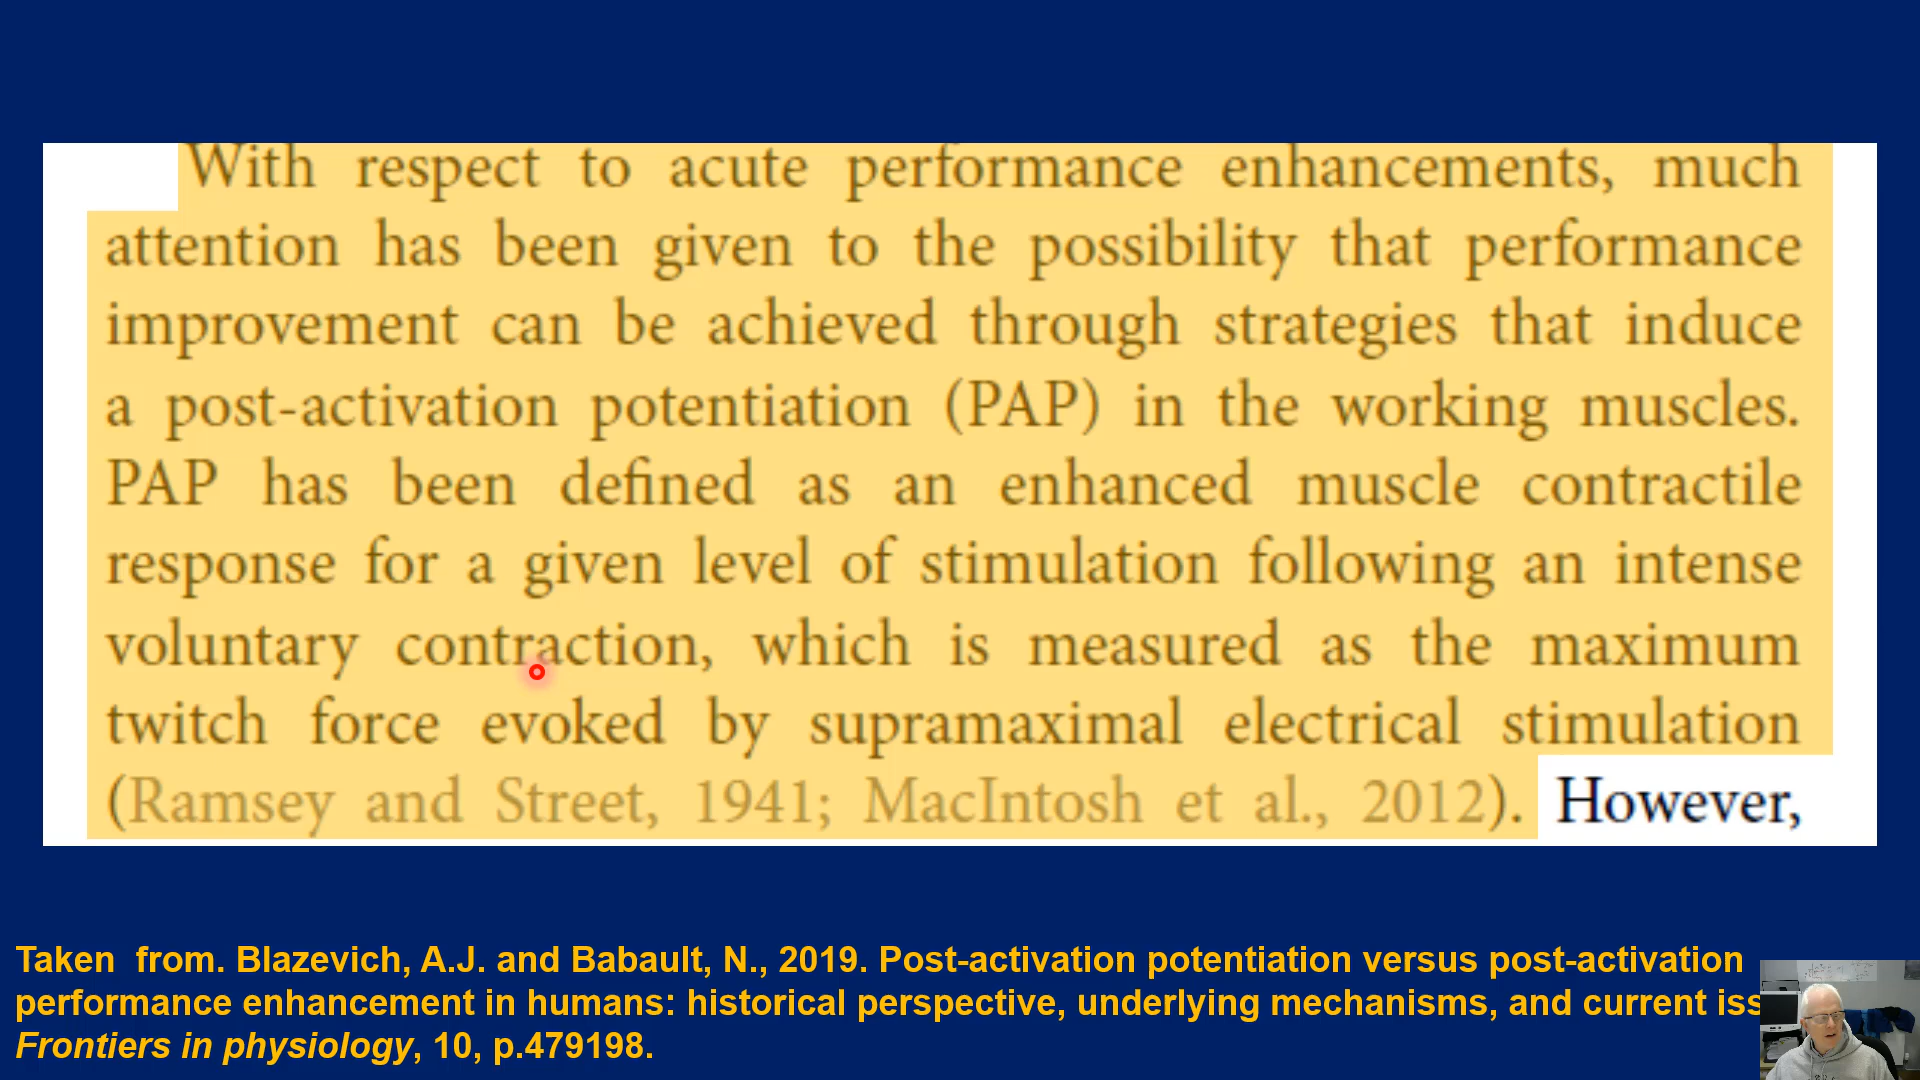 With respect to acute performance enhancements, much
attention has been given to the possibility that performance
improvement can be achieved through strategies that induce
a post-activation potentiation (PAP) in the working muscles.
PAP has been defined as an enhanced muscle contractile
response for a given level of stimulation following an intense
voluntary contraction, which is measured as the maximum
twitch force evoked by supramaximal electrical stimulation
(Ramsey and Street, 1941; MacIntosh et al., 2012). However,
Taken from. Blazevich, A.J. and Babault, N., 2019. Post-activation potentiation versus post-activation
performance enhancement in humans: historical perspective, underlying mechanisms, and current iss
Frontiers in physiology, 10, p.479198.